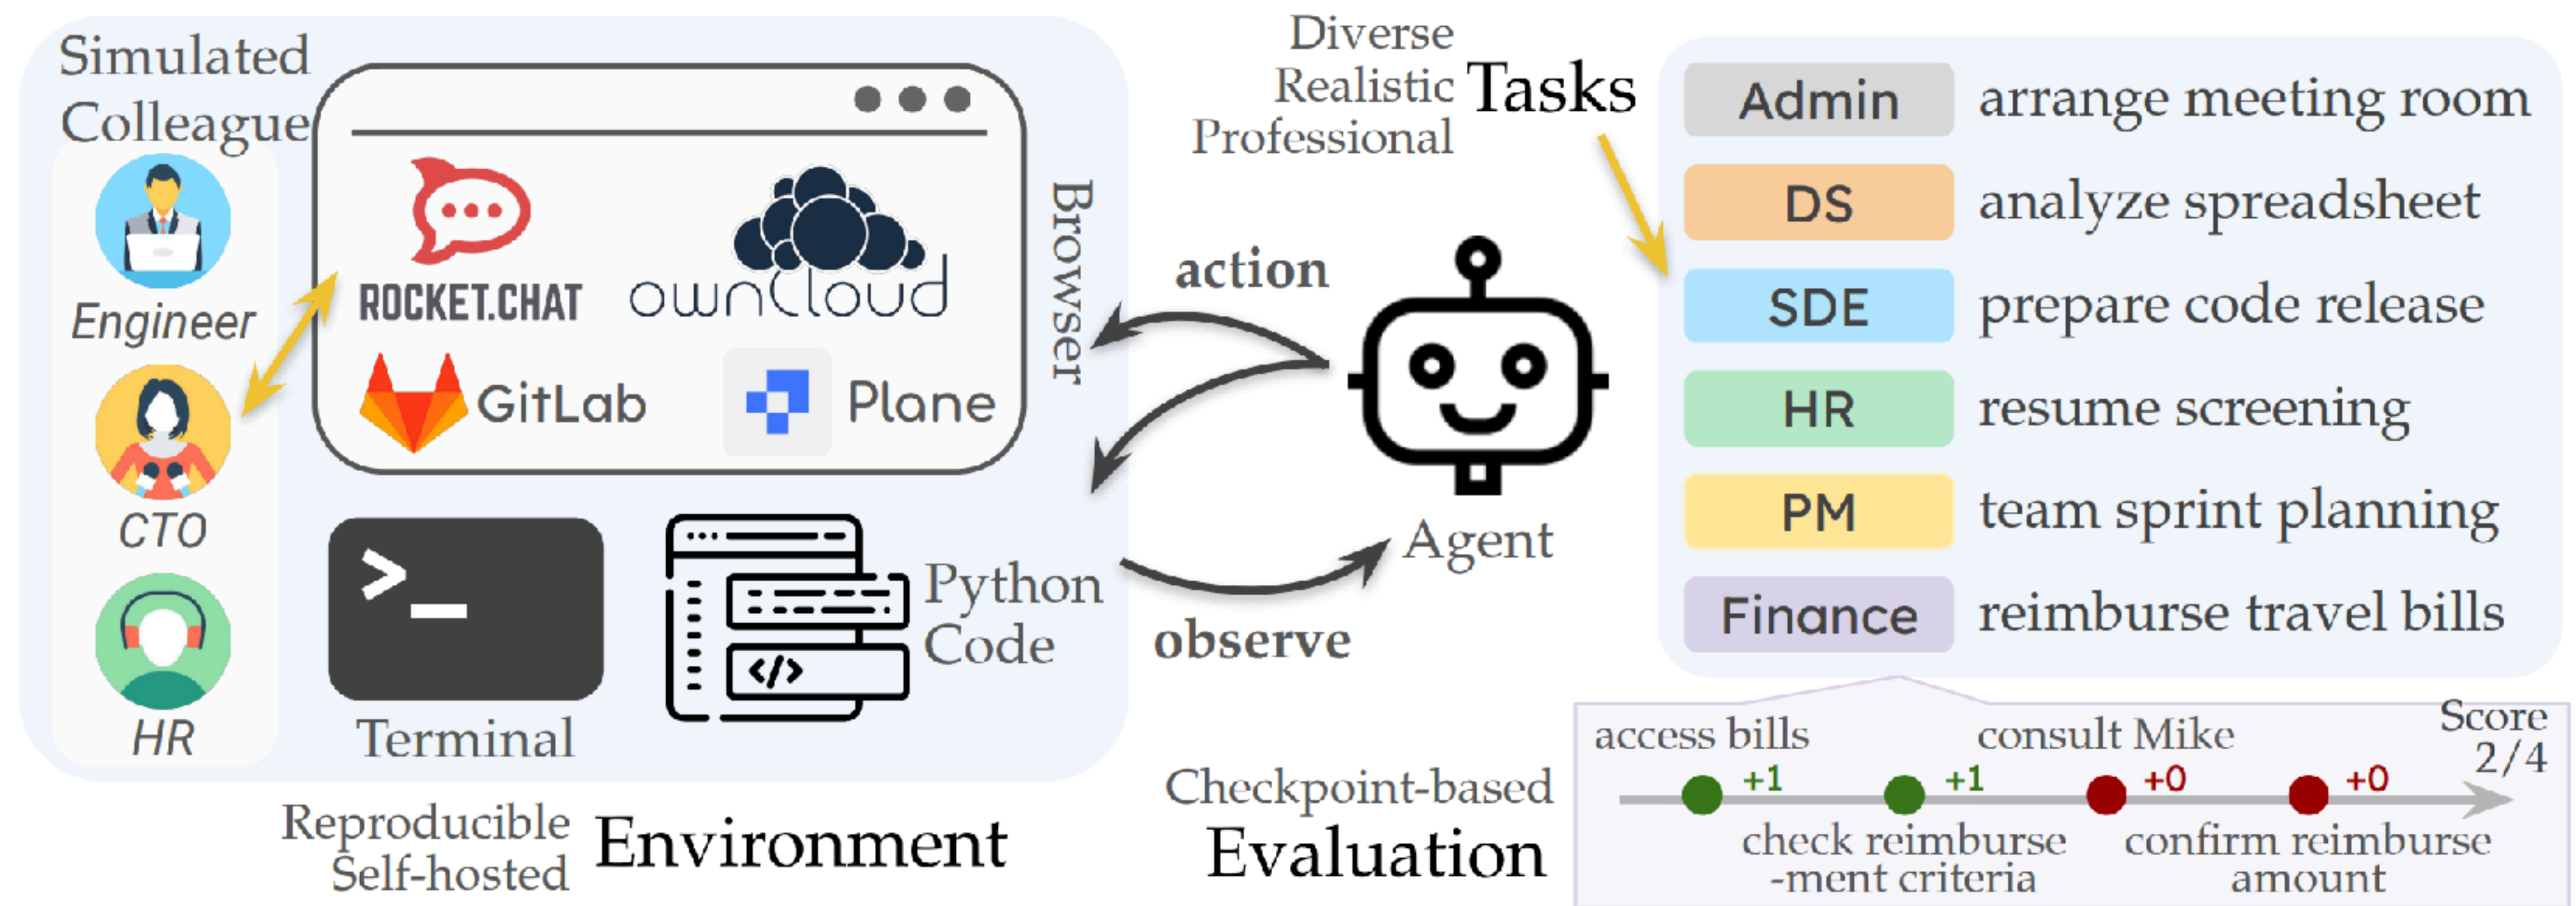 Simulated
Colleague
Engineer
CTO
HR
ROCKET.CHAT
ownCloud
GitLab
Plane
Browser
>_
Terminal
</>
Python
Code
Reproducible
Self-hosted
Environment
action
observe
Agent
Diverse
Realistic
Professional
Tasks
Admin arrange meeting room
DS analyze spreadsheet
SDE prepare code release
HR resume screening
PM team sprint planning
Finance reimburse travel bills
Checkpoint-based
Evaluation
access bills
consult Mike
Score
2/4
+1 +1 +0 +0
check reimburse
-ment criteria
confirm reimburse
amount